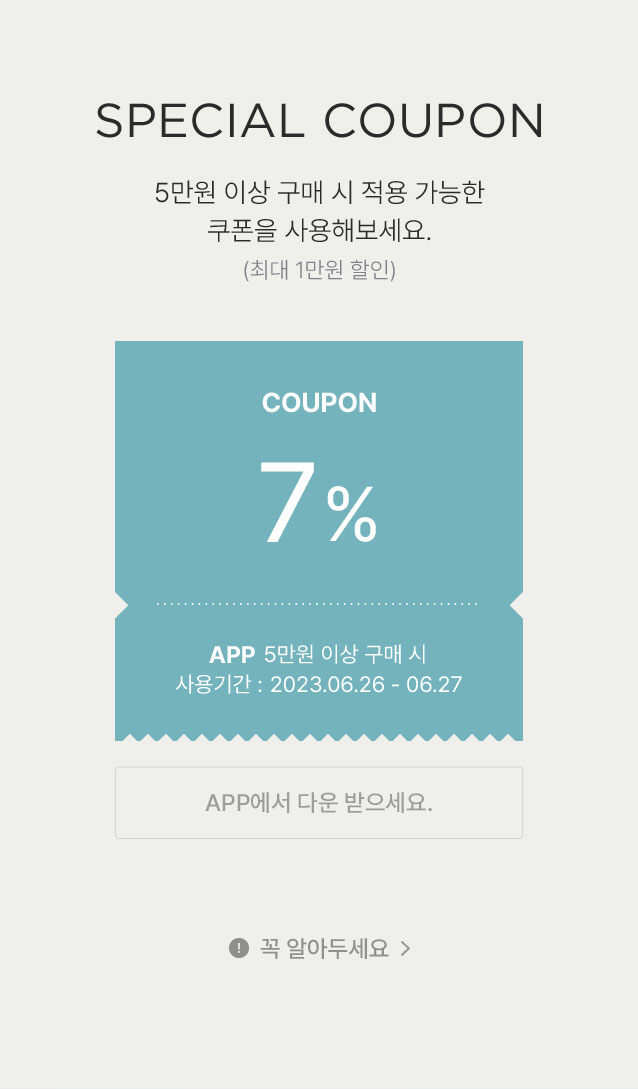 SPECIAL COUPON
5만원 이상 구매 시 적용 가능한
쿠폰을 사용해보세요.
(최대 1만원 할인)
COUPON
7%
APP 5만원 이상 구매 시
사용기간 : 2023.06.26 - 06.27
APP에서 다운 받으세요.
꼭 알아두세요 >